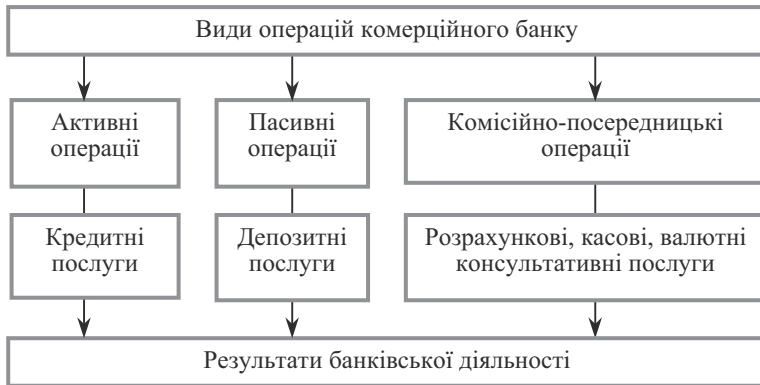 Види операцій комерційного банку
Активні
операції
Пасивні
операції
Комісійно-посередницькі
операції
Кредитні
послуги
Депозитні
послуги
Розрахункові, касові, валютні
консультативні послуги
Результати банківської діяльності